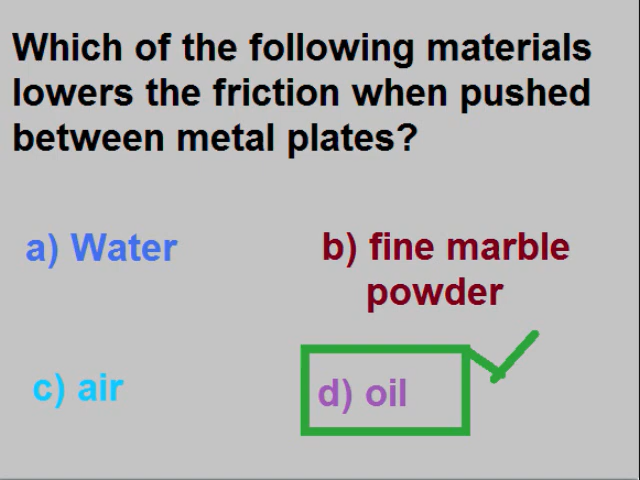 Which of the following materials
lowers the friction when pushed
between metal plates?
a) Water
b) fine marble
powder
c) air
d) oil